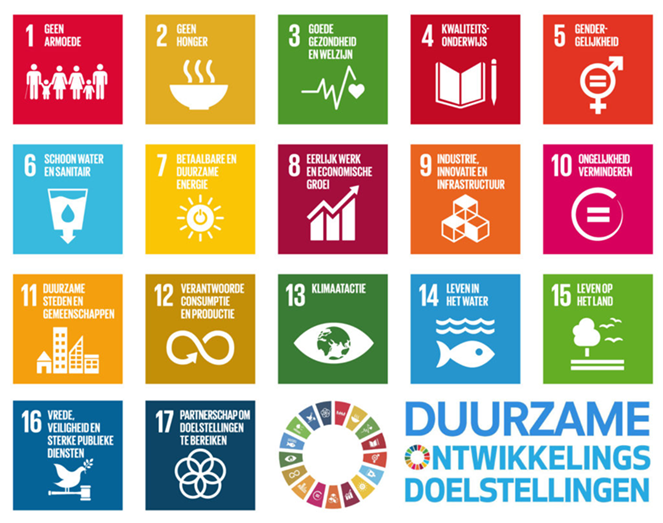 1 GEEN
ARMOEDE
2 GEEN
HONGER
3 GOEDE
GEZONDHEID
EN WELZIJN
4 KWALITEITS-
ONDERWIJS
5 GENDER-
GELIJKHEID
6 SCHOON WATER
EN SANITAIR
7 BETAALBARE EN
DUURZAME
ENERGIE
8 EERLIJK WERK
EN ECONOMISCHE
GROEI
9 INDUSTRIE,
INNOVATIE EN
INFRASTRUCTUUR
10 ONGELIJKHEID
VERMINDEREN
11 DUURZAME
STEDEN EN
GEMEENSCHAPPEN
12 VERANTWOORDE
CONSUMPTIE
EN PRODUCTIE
13 KLIMAATACTIE
14 LEVEN IN
HET WATER
15 LEVEN OP
HET LAND
16 VREDE,
VEILIGHEID EN
STERKE PUBLIEKE
DIENSTEN
17 PARTNERSCHAP OM
DOELSTELLINGEN
TE BEREIKEN
DUURZAME
ONTWIKKELINGS
DOELSTELLINGEN